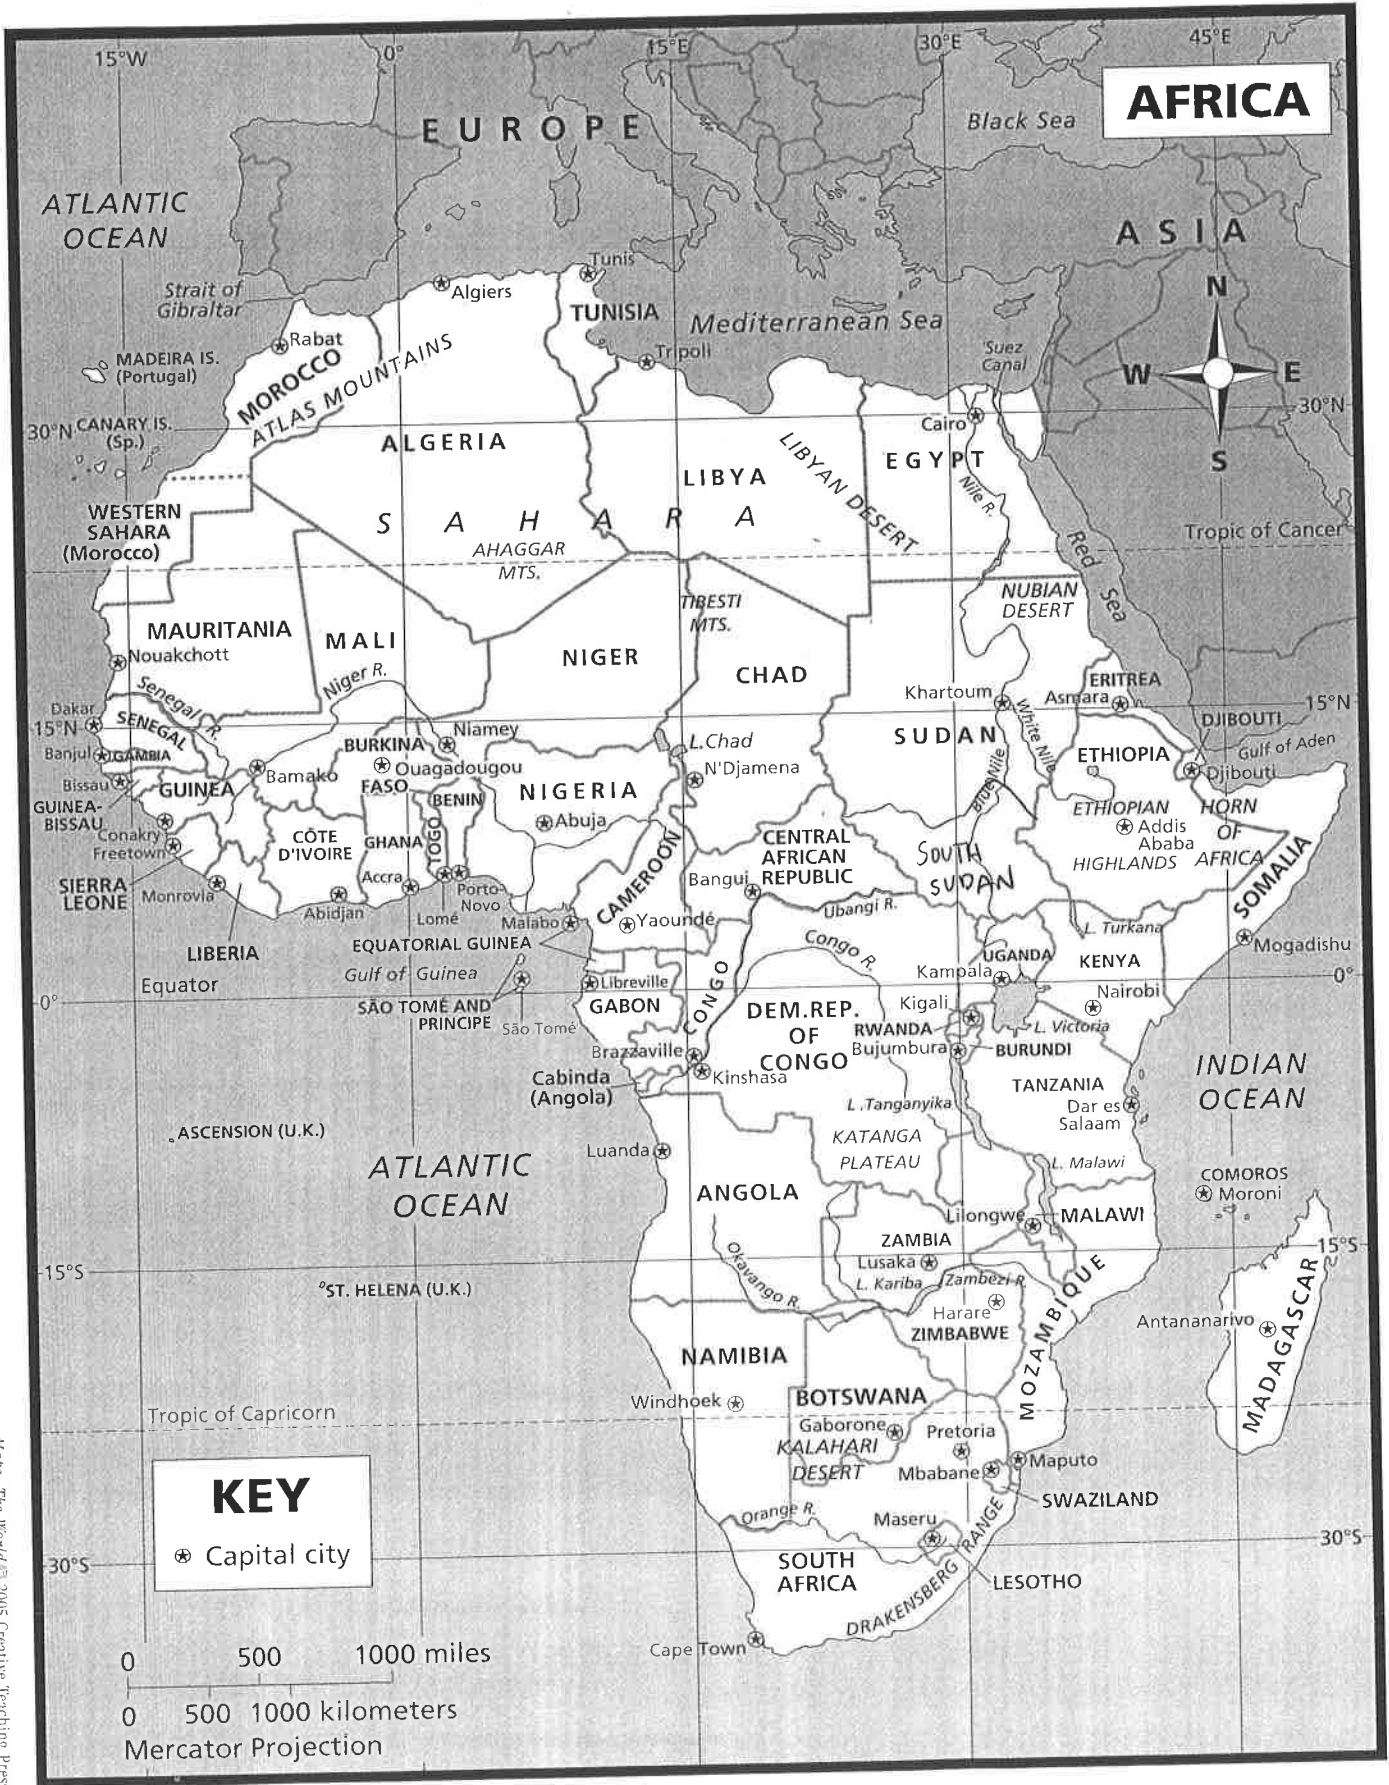 15°W
0°
15°E
30°E
45°E
AFRICA
EUROPE
Black Sea
ATLANTIC
OCEAN
ASIA
N
Strait of
Gibraltar
Tunis
Algiers
TUNISIA
Mediterranean Sea
Rabat
Tripoli
Suez
Canal
W
E
MADEIRA IS.
(Portugal)
MOROCCO
ATLAS MOUNTAINS
30°N
CANARY IS.
(Sp.)
Cairo
30°N
ALGERIA
LIBYA
LIBYAN DESERT
EGYPT
S
Nile R.
WESTERN
SAHARA
(Morocco)
SAHARA
AHAGGAR
MTS.
Red Sea
Tropic of Cancer
TIBESTI
MTS.
NUBIAN
DESERT
MAURITANIA
Nouakchott
MALI
NIGER
CHAD
Niger R.
Senegal R.
Khartoum
ERITREA
Asmara
15°N
Dakar
15°N
SENEGAL
Banjul
GAMBIA
Niamey
BURKINA
FASO
Ouagadougou
L.Chad
N'Djamena
SUDAN
White Nile
Blue Nile
DJIBOUTI
Gulf of Aden
Djibouti
ETHIOPIA
Bissau
GUINEA-
BISSAU
GUINEA
Bamako
BENIN
NIGERIA
Abuja
ETHIOPIAN
HIGHLANDS
Addis
Ababa
HORN
OF
AFRICA
Conakry
Freetown
CÔTE
D'IVOIRE
GHANA
TOGO
CENTRAL
AFRICAN
REPUBLIC
SOUTH
SUDAN
SOMALIA
SIERRA
LEONE
Monrovia
Abidjan
Accra
Lomé
Porto-
Novo
CAMEROON
Bangui
Ubangi R.
LIBERIA
Malabo
Yaoundé
L. Turkana
EQUATORIAL GUINEA
Congo R.
UGANDA
KENYA
Mogadishu
Gulf of Guinea
Kampala
Equator
Libreville
CONGO
Nairobi
0°
0°
SÃO TOMÉ AND
PRINCIPE
São Tomé
GABON
DEM.REP.
OF
CONGO
Kigali
RWANDA
L. Victoria
Brazzaville
Bujumbura
BURUNDI
INDIAN
OCEAN
Cabinda
(Angola)
Kinshasa
TANZANIA
L.Tanganyika
Dar es
Salaam
ASCENSION (U.K.)
KATANGA
PLATEAU
Luanda
ATLANTIC
OCEAN
L. Malawi
COMOROS
Moroni
ANGOLA
Lilongwe
MALAWI
ZAMBIA
Lusaka
15°S
15°S
Okavango R.
L. Kariba
Zambezi R.
ST. HELENA (U.K.)
Harare
ZIMBABWE
MOZAMBIQUE
Antananarivo
MADAGASCAR
NAMIBIA
Windhoek
BOTSWANA
Tropic of Capricorn
Gaborone
Pretoria
KALAHARI
DESERT
Mbabane
Maputo
SWAZILAND
KEY
Capital city
Orange R.
Maseru
30°S
30°S
SOUTH
AFRICA
DRAKENSBERG RANGE
LESOTHO
Cape Town
0 500 1000 miles
0 500 1000 kilometers
Mercator Projection
The World © 2005 Creative Teaching Press